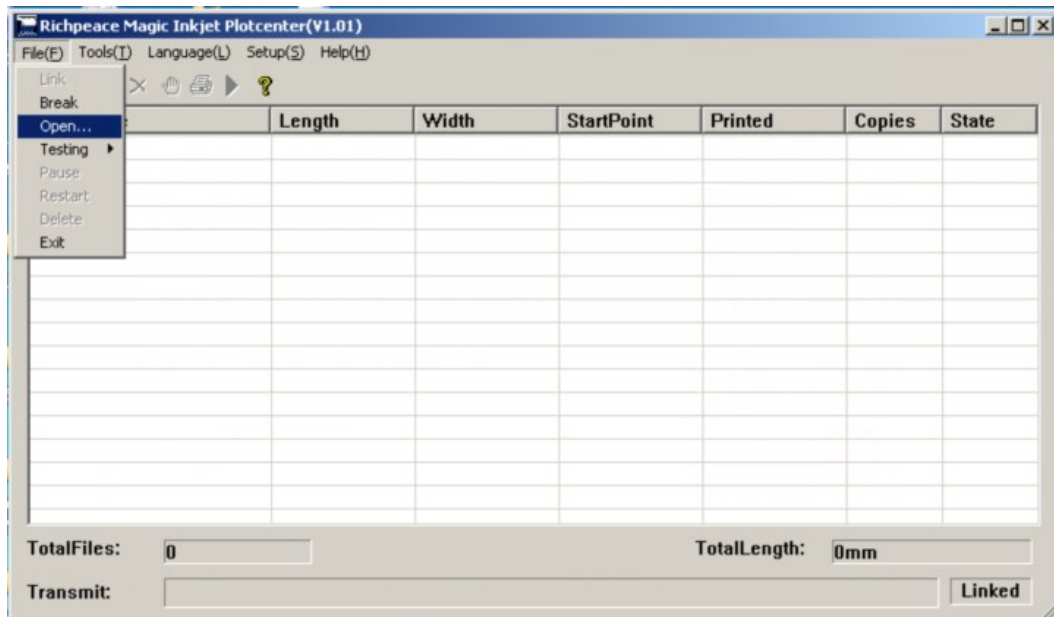 Richpeace Magic Inkjet Plotcenter(V1.01)
File(F) Tools(T) Language(L) Setup(S) Help(H)
Link
Break
Open...
Testing
Pause
Restart
Delete
Exit
Length Width StartPoint Printed Copies State
TotalFiles: 0 TotalLength: 0mm
Transmit: Linked